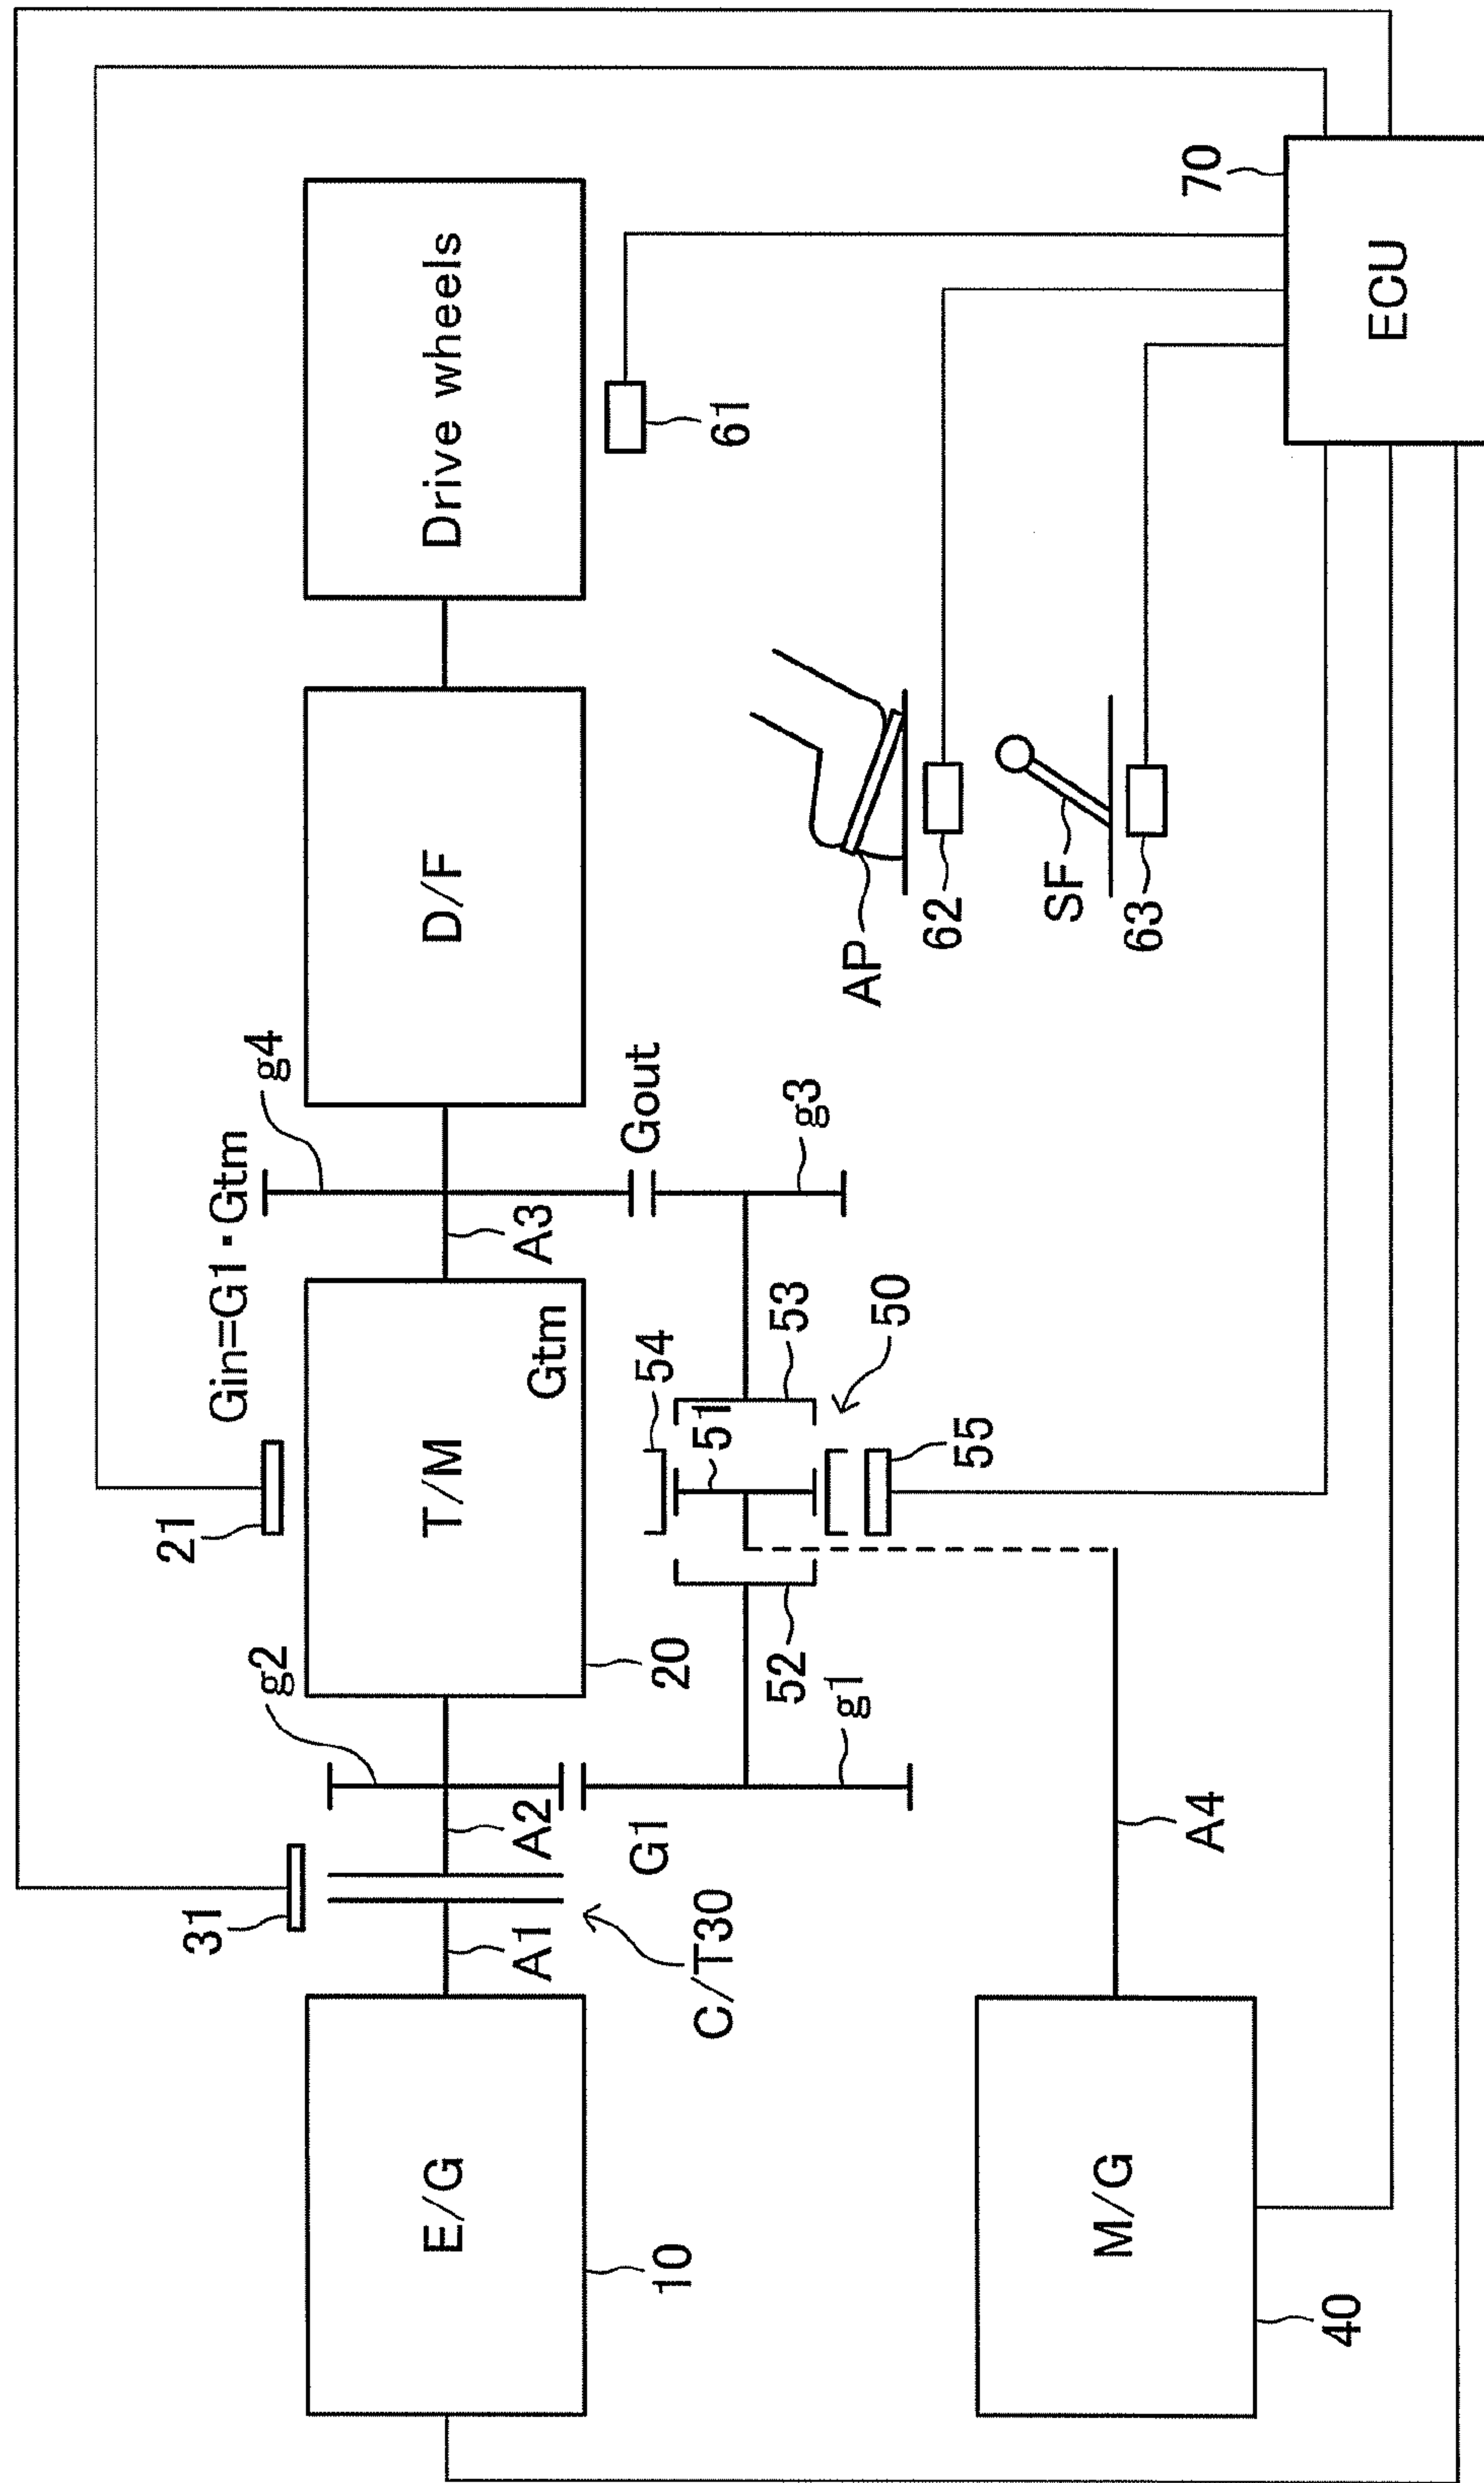 Gin=G1・Gtm
31
g2
21
g4
E/G
A1
A2
T/M
Gtm
A3
D/F
Drive wheels
10
C/T30
G1
20
54
Gout
61
51
52
53
g3
g1
50
55
AP
62
SF
63
M/G
A4
40
70
ECU